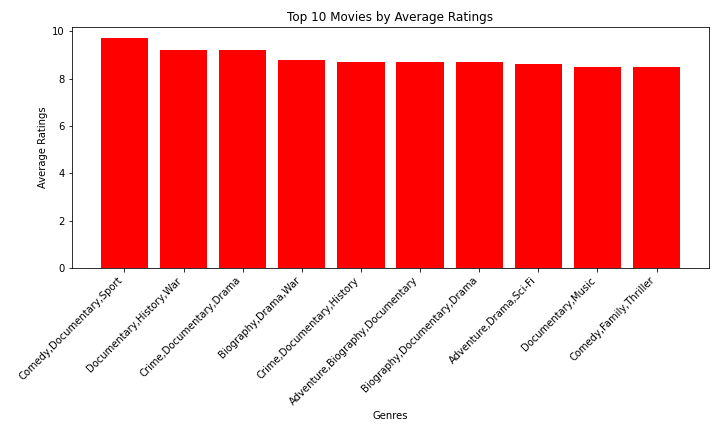 Top 10 Movies by Average Ratings
10
8
6
4
2
0
Average Ratings
Comedy,Documentary,Sport
Documentary,History,War
Crime,Documentary,Drama
Biography,Drama,War
Crime,Documentary,History
Adventure,Biography,Documentary
Biography,Documentary,Drama
Adventure,Drama,Sci-Fi
Documentary,Music
Comedy,Family,Thriller
Genres